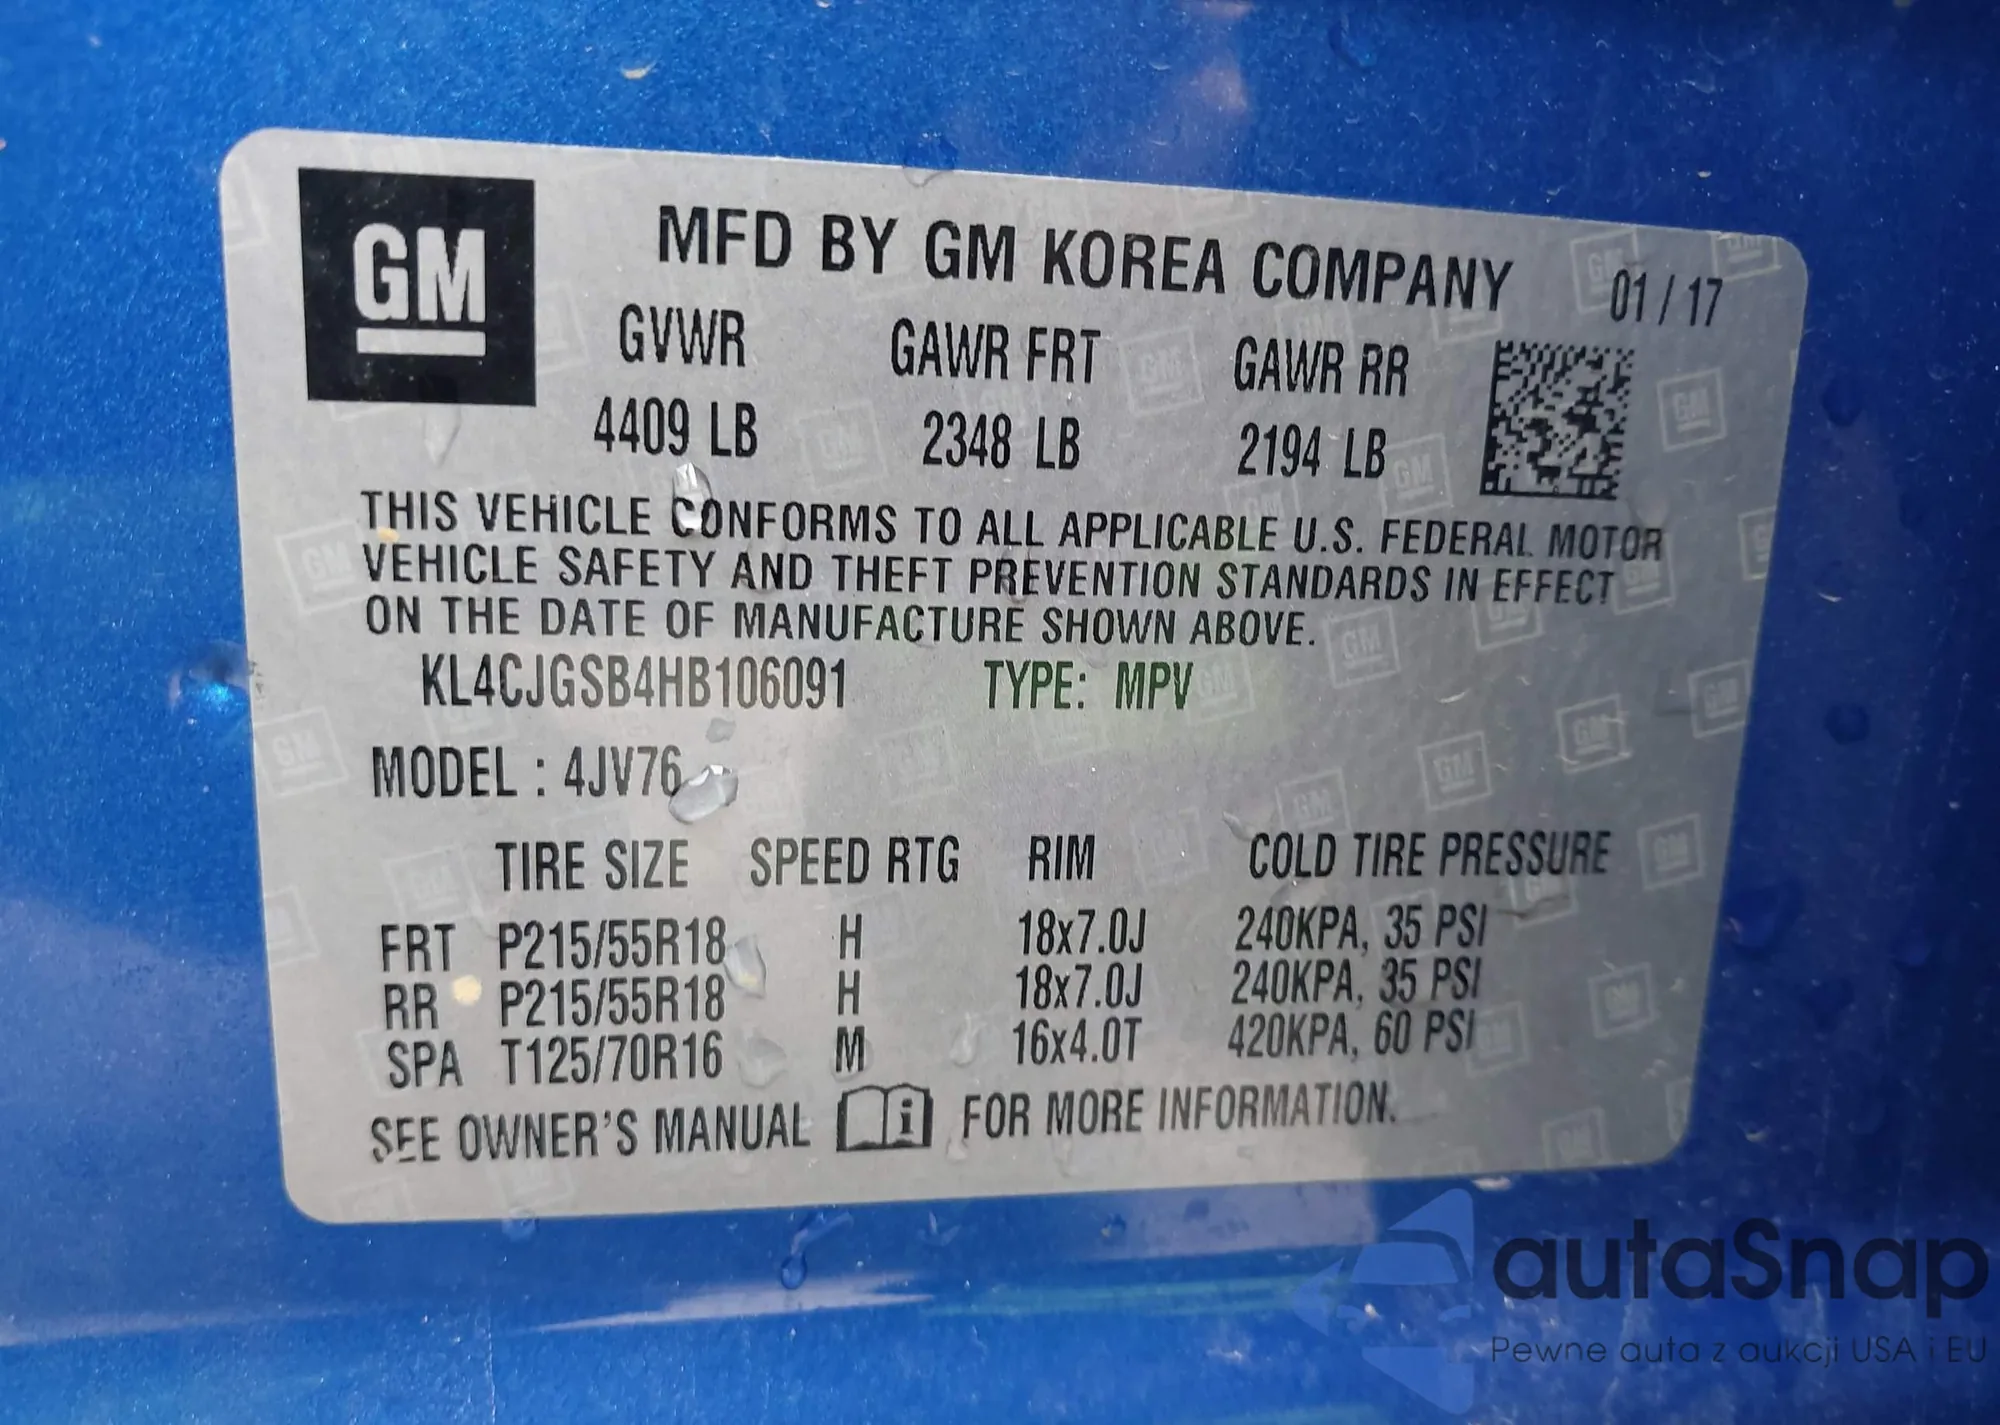 GM
MFD BY GM KOREA COMPANY
01 / 17
GVWR GAWR FRT GAWR RR
4409 LB 2348 LB 2194 LB
THIS VEHICLE CONFORMS TO ALL APPLICABLE U.S. FEDERAL MOTOR
VEHICLE SAFETY AND THEFT PREVENTION STANDARDS IN EFFECT
ON THE DATE OF MANUFACTURE SHOWN ABOVE.
KL4CJGSB4HB106091 TYPE: MPV
MODEL : 4JV76
TIRE SIZE SPEED RTG RIM COLD TIRE PRESSURE
FRT P215/55R18 H 18x7.0J 240KPA, 35 PSI
RR P215/55R18 H 18x7.0J 240KPA, 35 PSI
SPA T125/70R16 M 16x4.0T 420KPA, 60 PSI
SEE OWNER'S MANUAL i FOR MORE INFORMATION.
autaSnap
Pewne auta z aukcji USA i EU